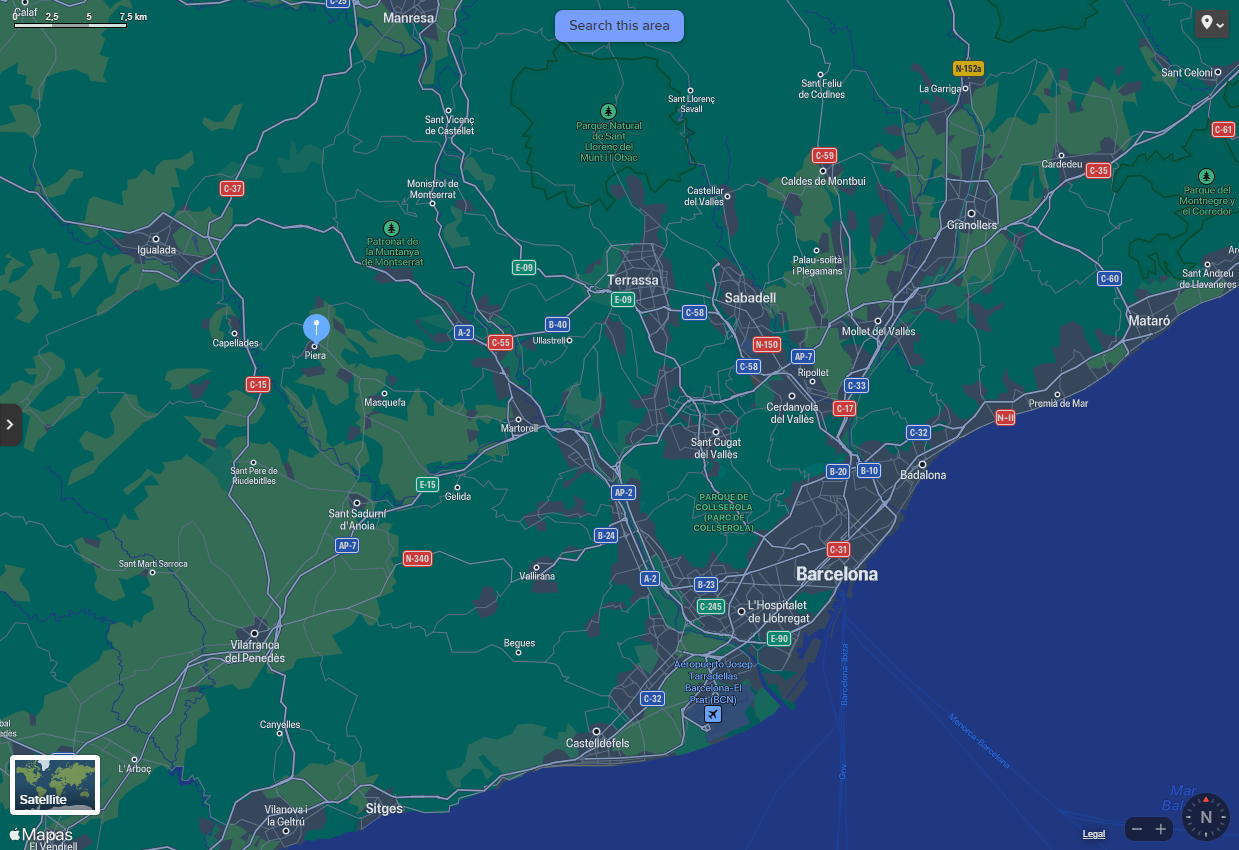 Calaf
0
2,5
5
7,5 km
C-25
Manresa
Search this area
N-152a
Sant Celoni
La Garriga
Sant Feliu
de Codines
Sant Llorenç
Savall
Sant Vicenç
de Castellet
Parque Natural
de Sant
Llorenç del
Munt i l'Obac
C-61
C-59
Cardedeu
C-35
Caldes de Montbui
Parque del
Montnegre y
el Corredor
C-37
Monistrol de
Montserrat
Castellar
del Vallès
Granollers
Igualada
Patronat de
la Muntanya
de Montserrat
Palau-solità
i Plegamans
E-09
Terrassa
E-09
Sabadell
C-60
Sant Andreu
de Llavaneres
C-58
Mataró
Capellades
Piera
A-2
B-40
C-55
Ullastrell
N-150
Mollet del Vallès
AP-7
C-58
Ripollet
C-33
C-15
Masquefa
Cerdanyola
del Vallès
C-17
Premià de Mar
N-II
Martorell
Sant Cugat
del Vallès
C-32
Sant Pere de
Riudebitlles
B-20
B-10
Badalona
E-15
Gelida
AP-2
Sant Sadurní
d'Anoia
PARQUE DE
COLLSEROLA
(PARC DE
COLLSEROLA)
AP-7
B-24
N-340
C-31
Sant Martí Sarroca
Vallirana
A-2
B-23
Barcelona
C-245
L'Hospitalet
de Llobregat
Vilafranca
del Penedès
Begues
E-90
Aeropuerto Josep
Tarradellas
Barcelona-El
Prat (BCN)
C-32
Barcelona-Ibiza
Canyelles
Castelldefels
Menorca-Barcelona
L'Arboç
Satellite
Sitges
Vilanova i
la Geltrú
Mar
N
Mapas
Legal
El Vendrell